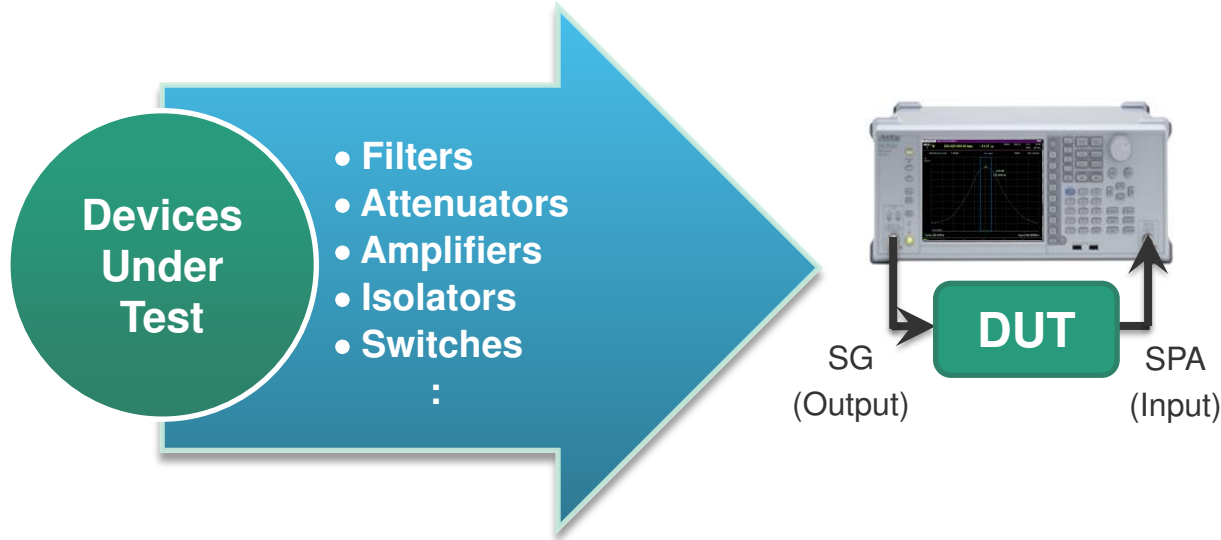 Devices
Under
Test
• Filters
• Attenuators
• Amplifiers
• Isolators
• Switches
:
DUT
SG
(Output)
SPA
(Input)